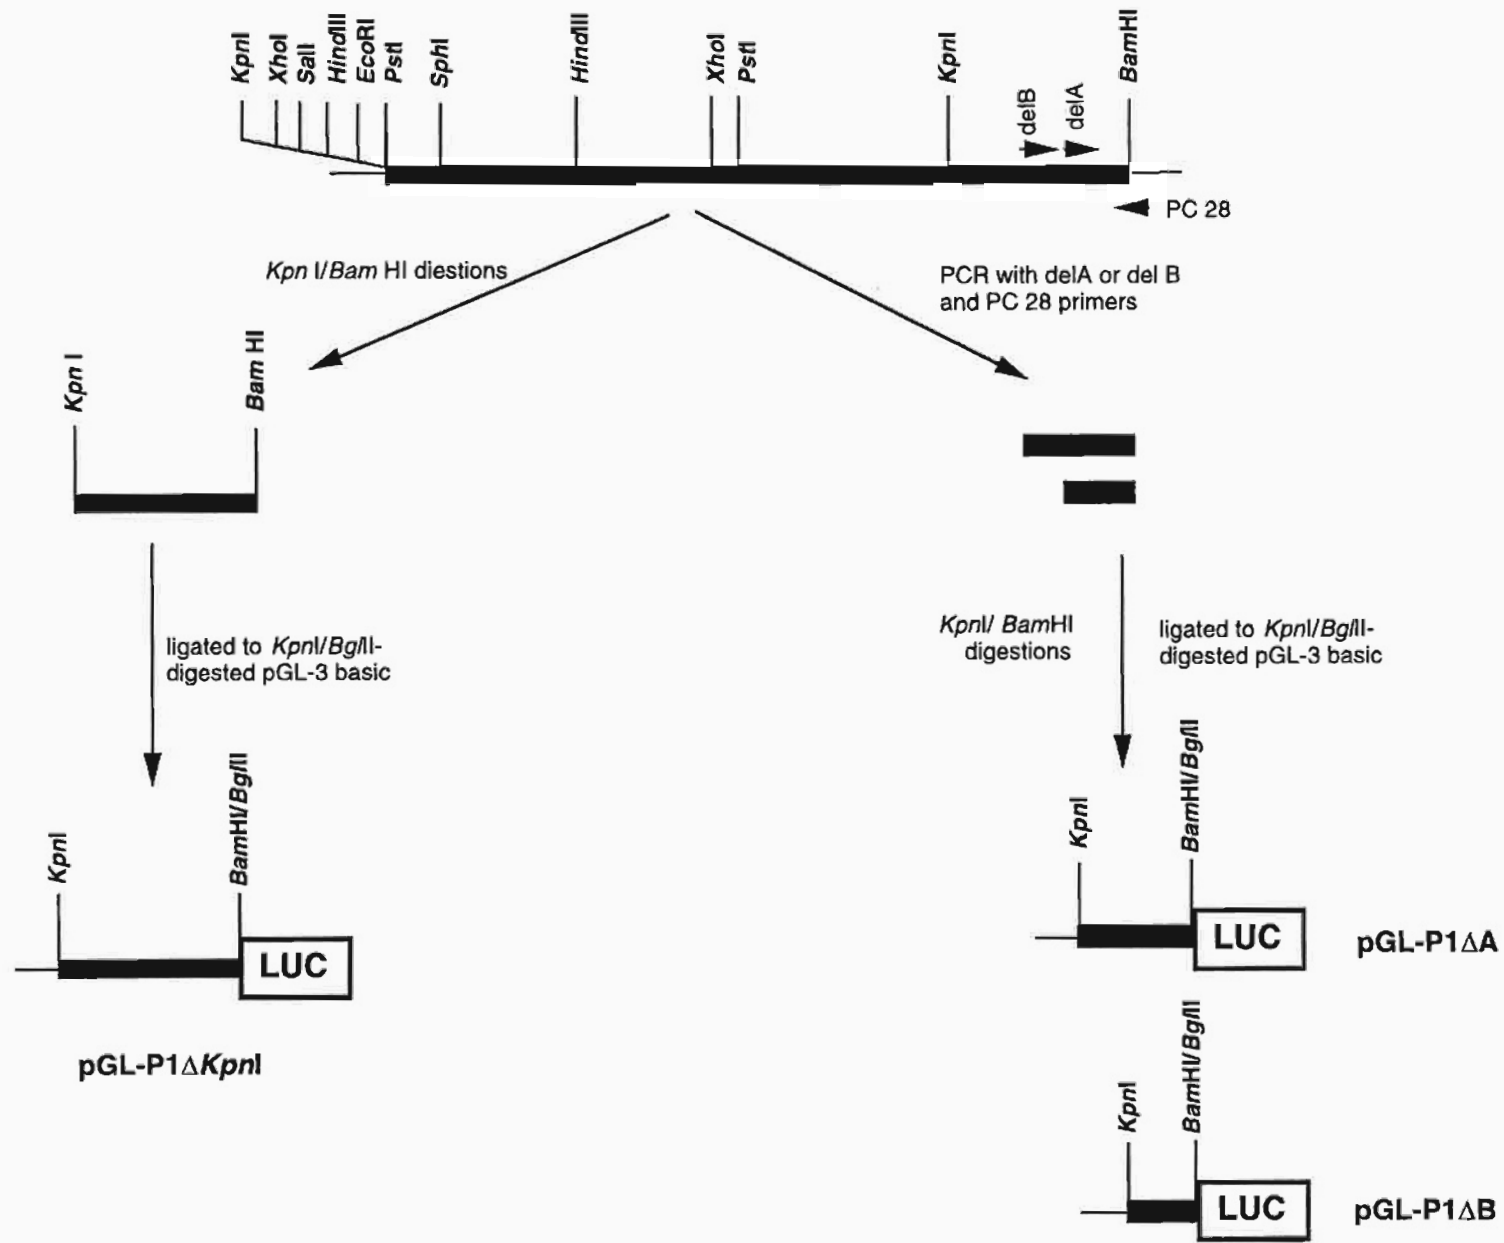 KpnI
XhoI
SalI
HindIII
EcoRI
PstI
SphI
HindIII
XhoI
PstI
KpnI
delB
delA
BamHI
PC 28
Kpn I/Bam HI diestions
PCR with delA or del B
and PC 28 primers
Kpn I
Bam HI
ligated to KpnI/BglII-
digested pGL-3 basic
KpnI/ BamHI
digestions
ligated to KpnI/BglII-
digested pGL-3 basic
KpnI
BamHI/BglII
LUC
pGL-P1ΔKpnI
KpnI
BamHI/BglII
LUC
pGL-P1ΔA
KpnI
BamHI/BglII
LUC
pGL-P1ΔB